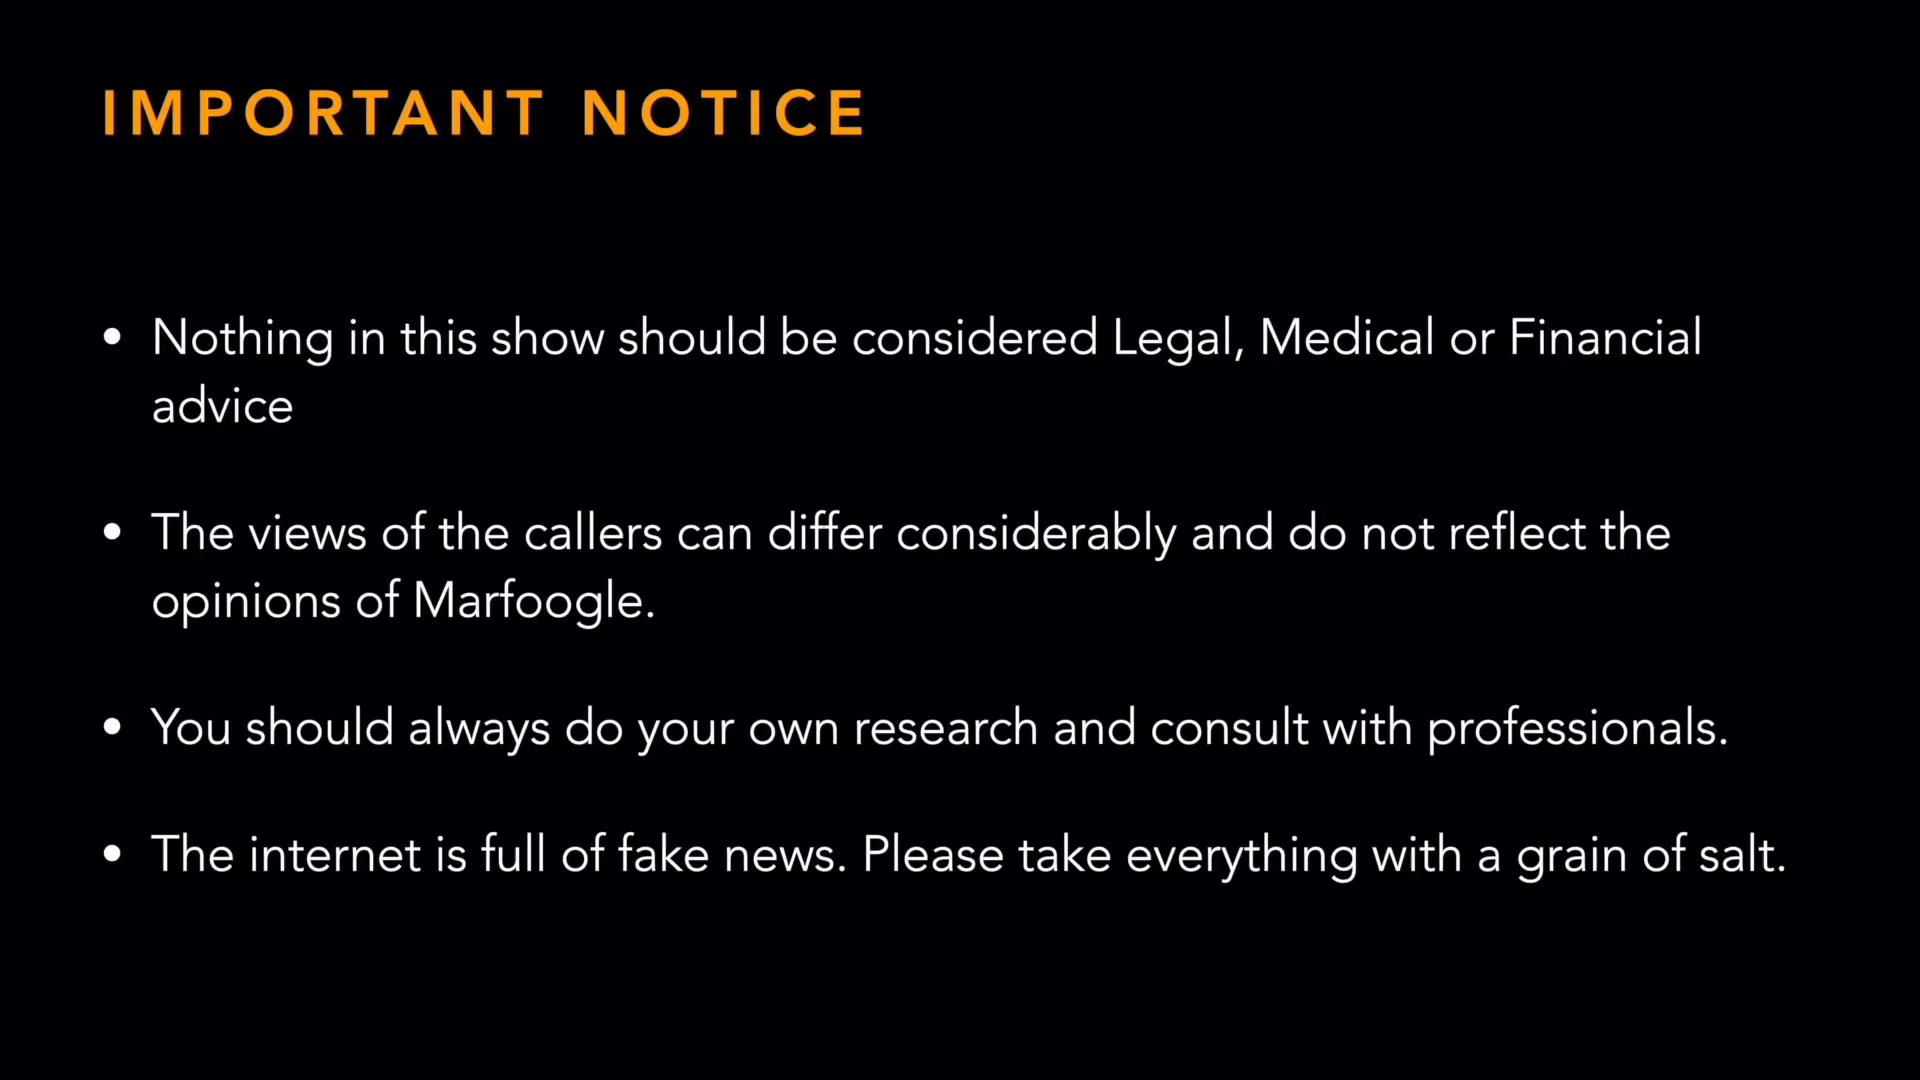 IMPORTANT NOTICE
• Nothing in this show should be considered Legal, Medical or Financial
advice
• The views of the callers can differ considerably and do not reflect the
opinions of Marfoogle.
• You should always do your own research and consult with professionals.
• The internet is full of fake news. Please take everything with a grain of salt.